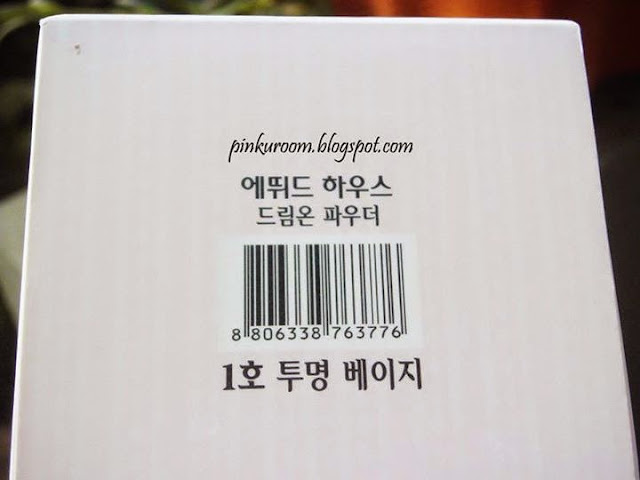 pinkuroom.blogspot.com
에뛰드 하우스
드림온 파우더
8 806338 763776
1호 투명 베이지